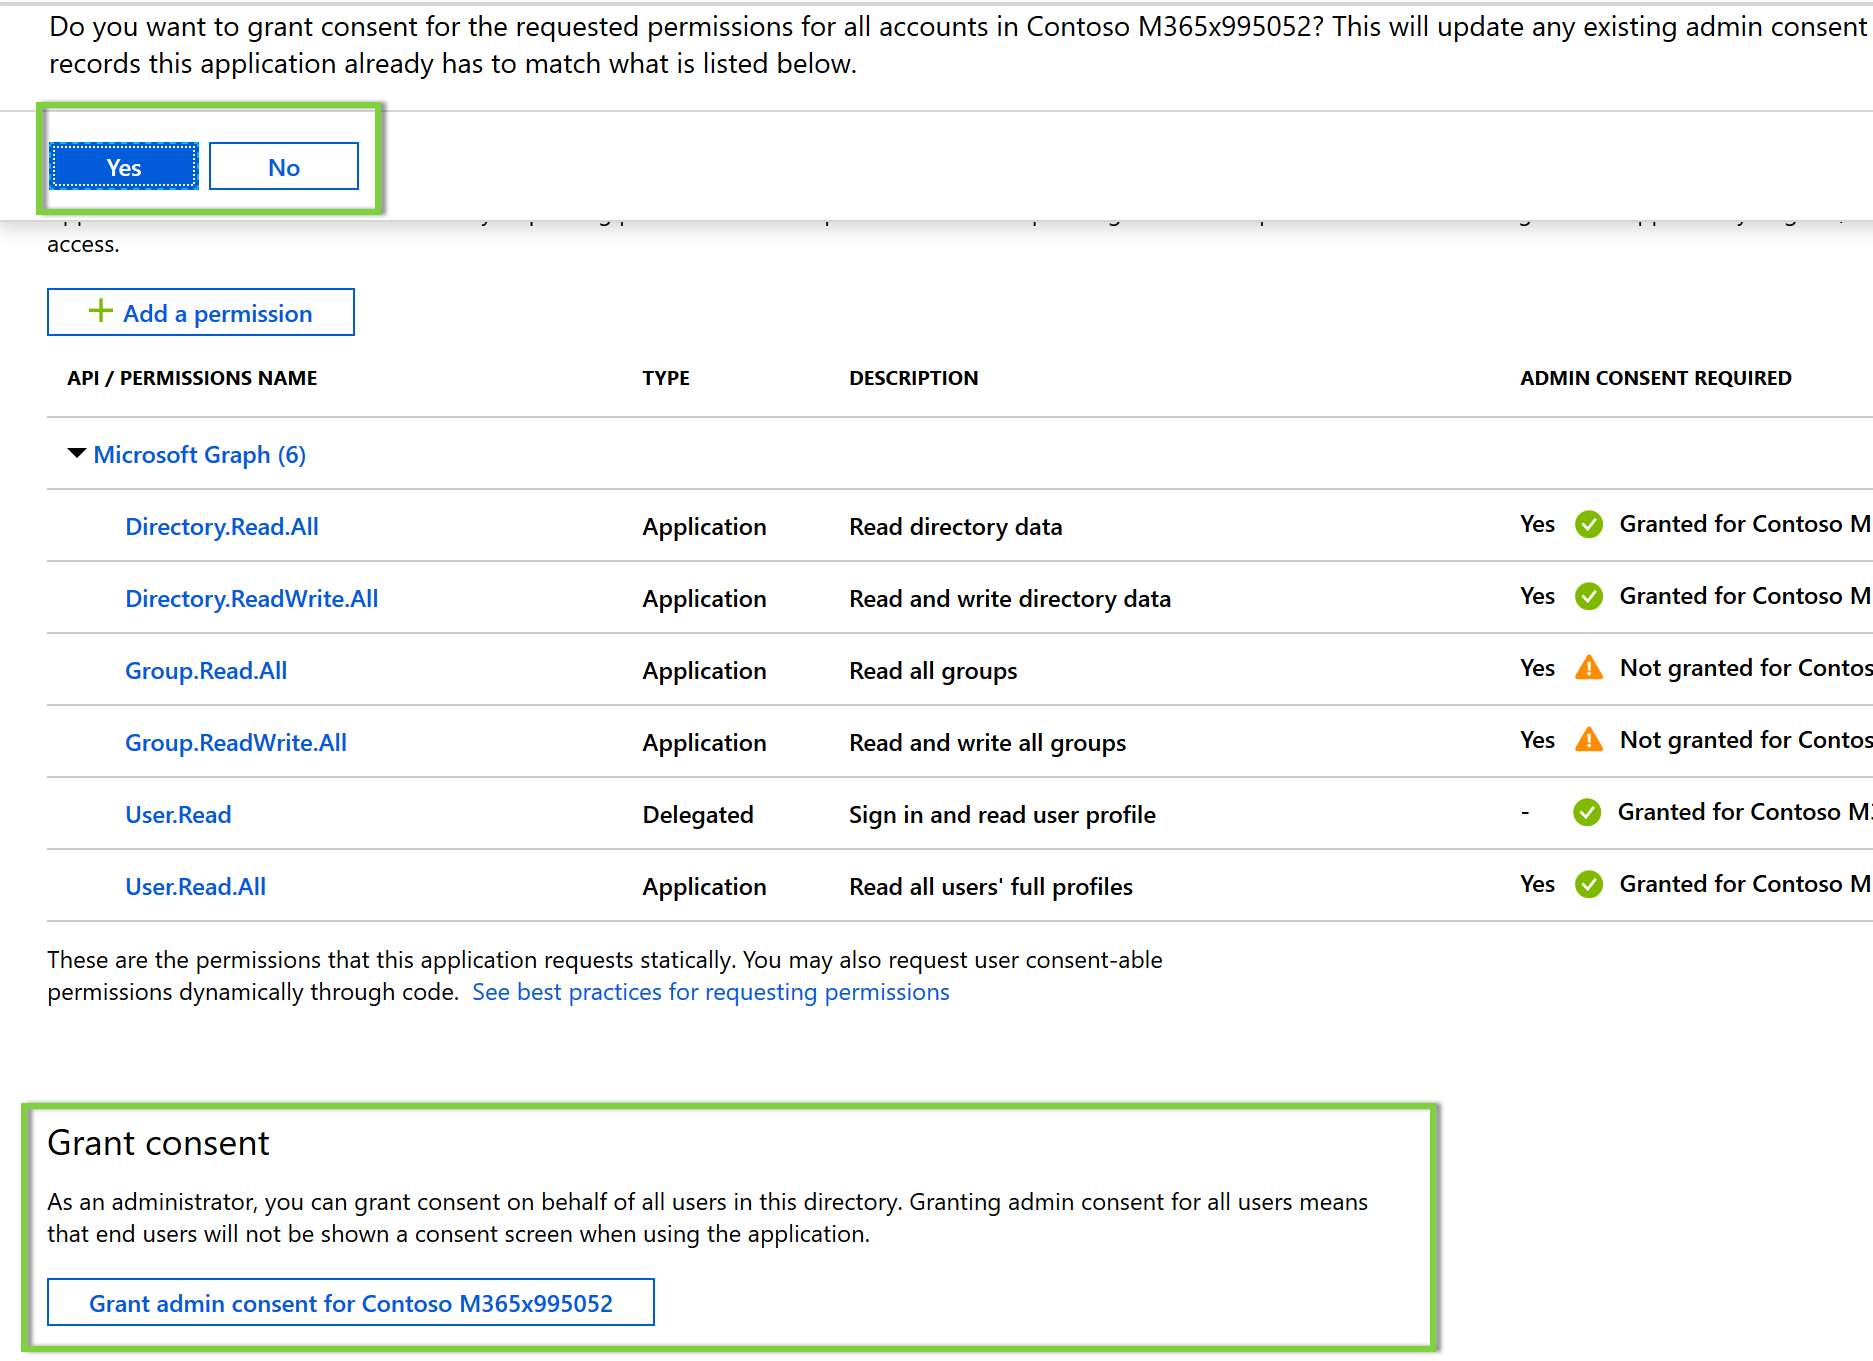 Do you want to grant consent for the requested permissions for all accounts in Contoso M365x995052? This will update any existing admin consent
records this application already has to match what is listed below.
Yes No
access.
Add a permission
API / PERMISSIONS NAME TYPE DESCRIPTION ADMIN CONSENT REQUIRED
Microsoft Graph (6)
Directory.Read.All Application Read directory data Yes Granted for Contoso M
Directory.ReadWrite.All Application Read and write directory data Yes Granted for Contoso M
Group.Read.All Application Read all groups Yes Not granted for Contos
Group.ReadWrite.All Application Read and write all groups Yes Not granted for Contos
User.Read Delegated Sign in and read user profile - Granted for Contoso M3
User.Read.All Application Read all users' full profiles Yes Granted for Contoso M
These are the permissions that this application requests statically. You may also request user consent-able
permissions dynamically through code. See best practices for requesting permissions
Grant consent
As an administrator, you can grant consent on behalf of all users in this directory. Granting admin consent for all users means
that end users will not be shown a consent screen when using the application.
Grant admin consent for Contoso M365x995052